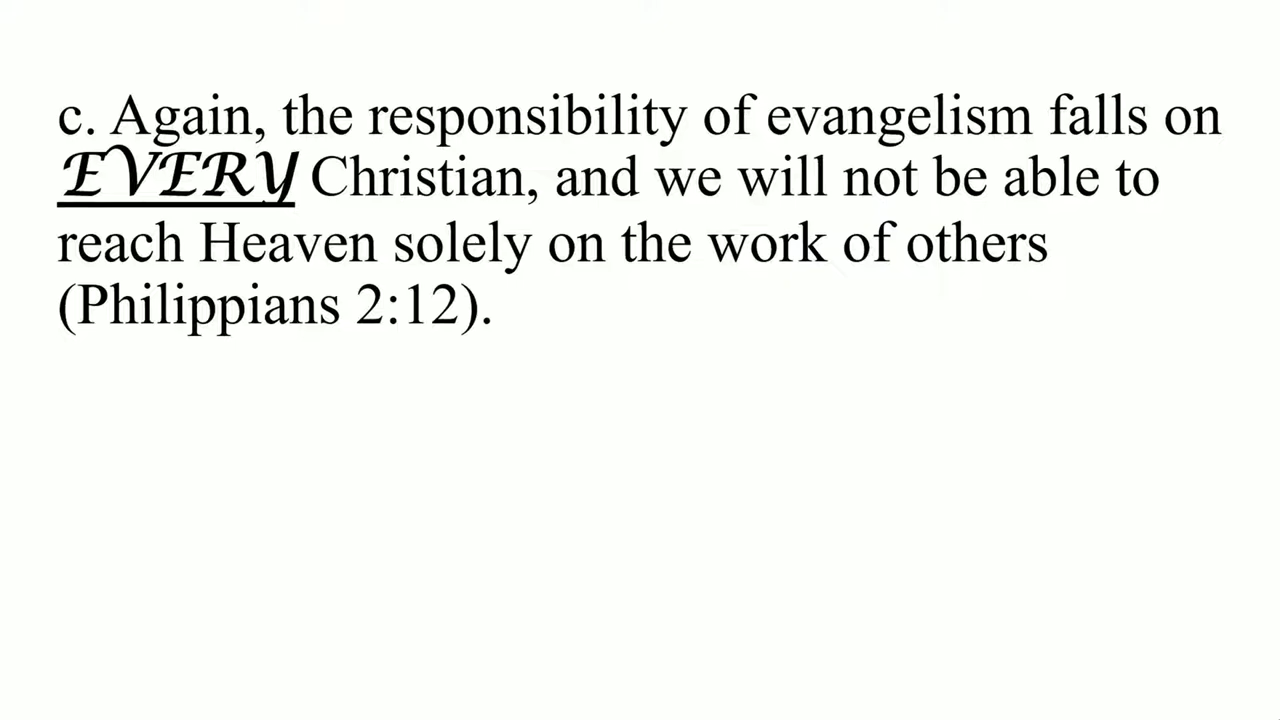 c. Again, the responsibility of evangelism falls on
EVERY Christian, and we will not be able to
reach Heaven solely on the work of others
(Philippians 2:12).